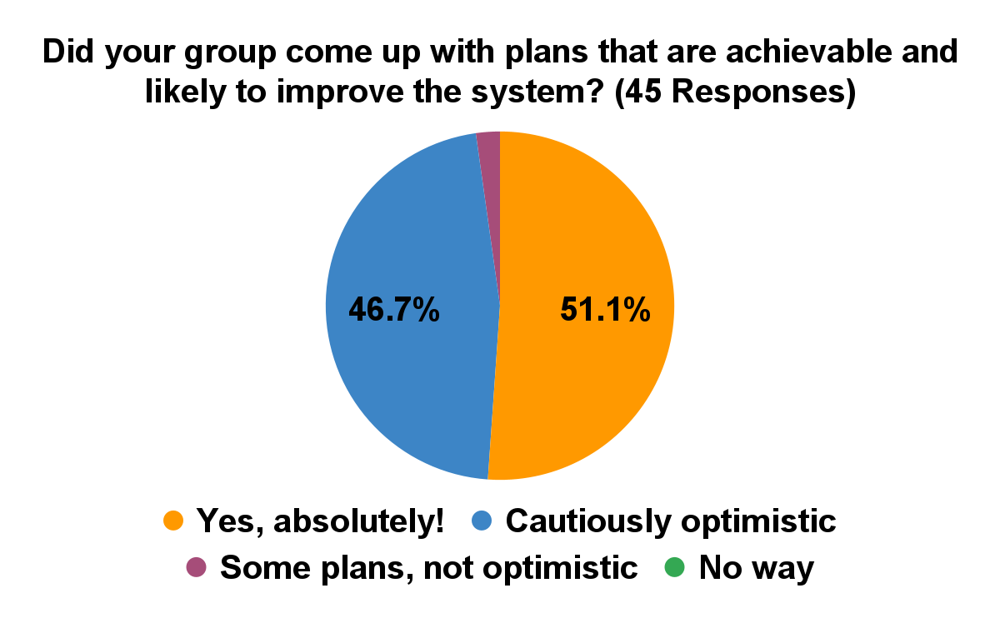 Did your group come up with plans that are achievable and
likely to improve the system? (45 Responses)
46.7%
51.1%
Yes, absolutely!
Cautiously optimistic
Some plans, not optimistic
No way